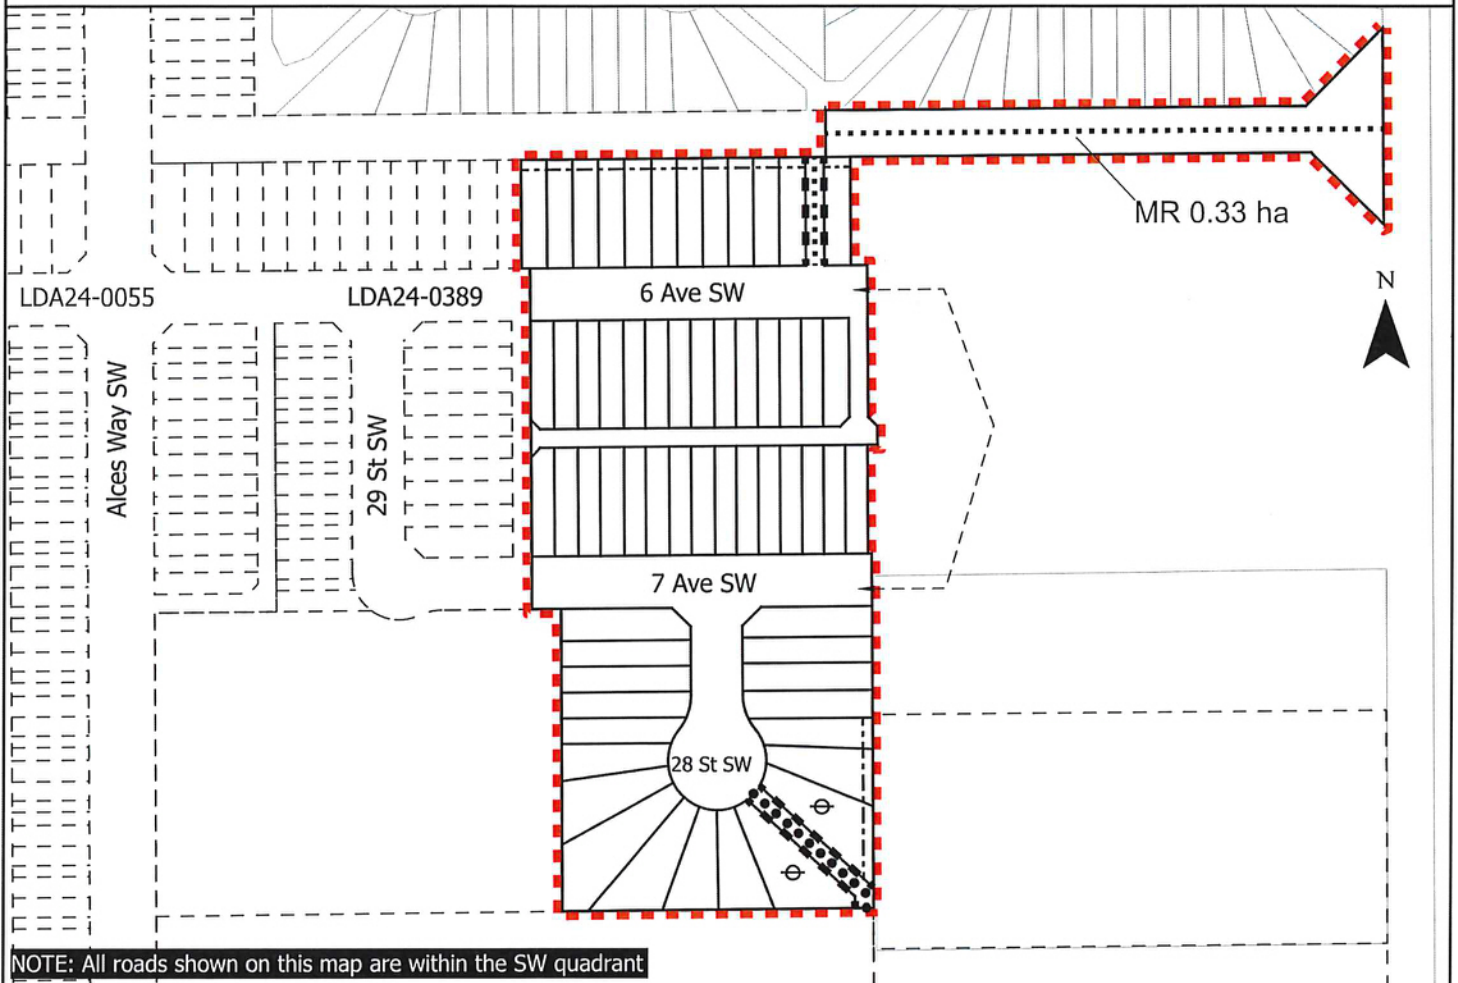 MR 0.33 ha
N
LDA24-0055
LDA24-0389
6 Ave SW
Alces Way SW
29 St SW
7 Ave SW
28 St SW
NOTE: All roads shown on this map are within the SW quadrant